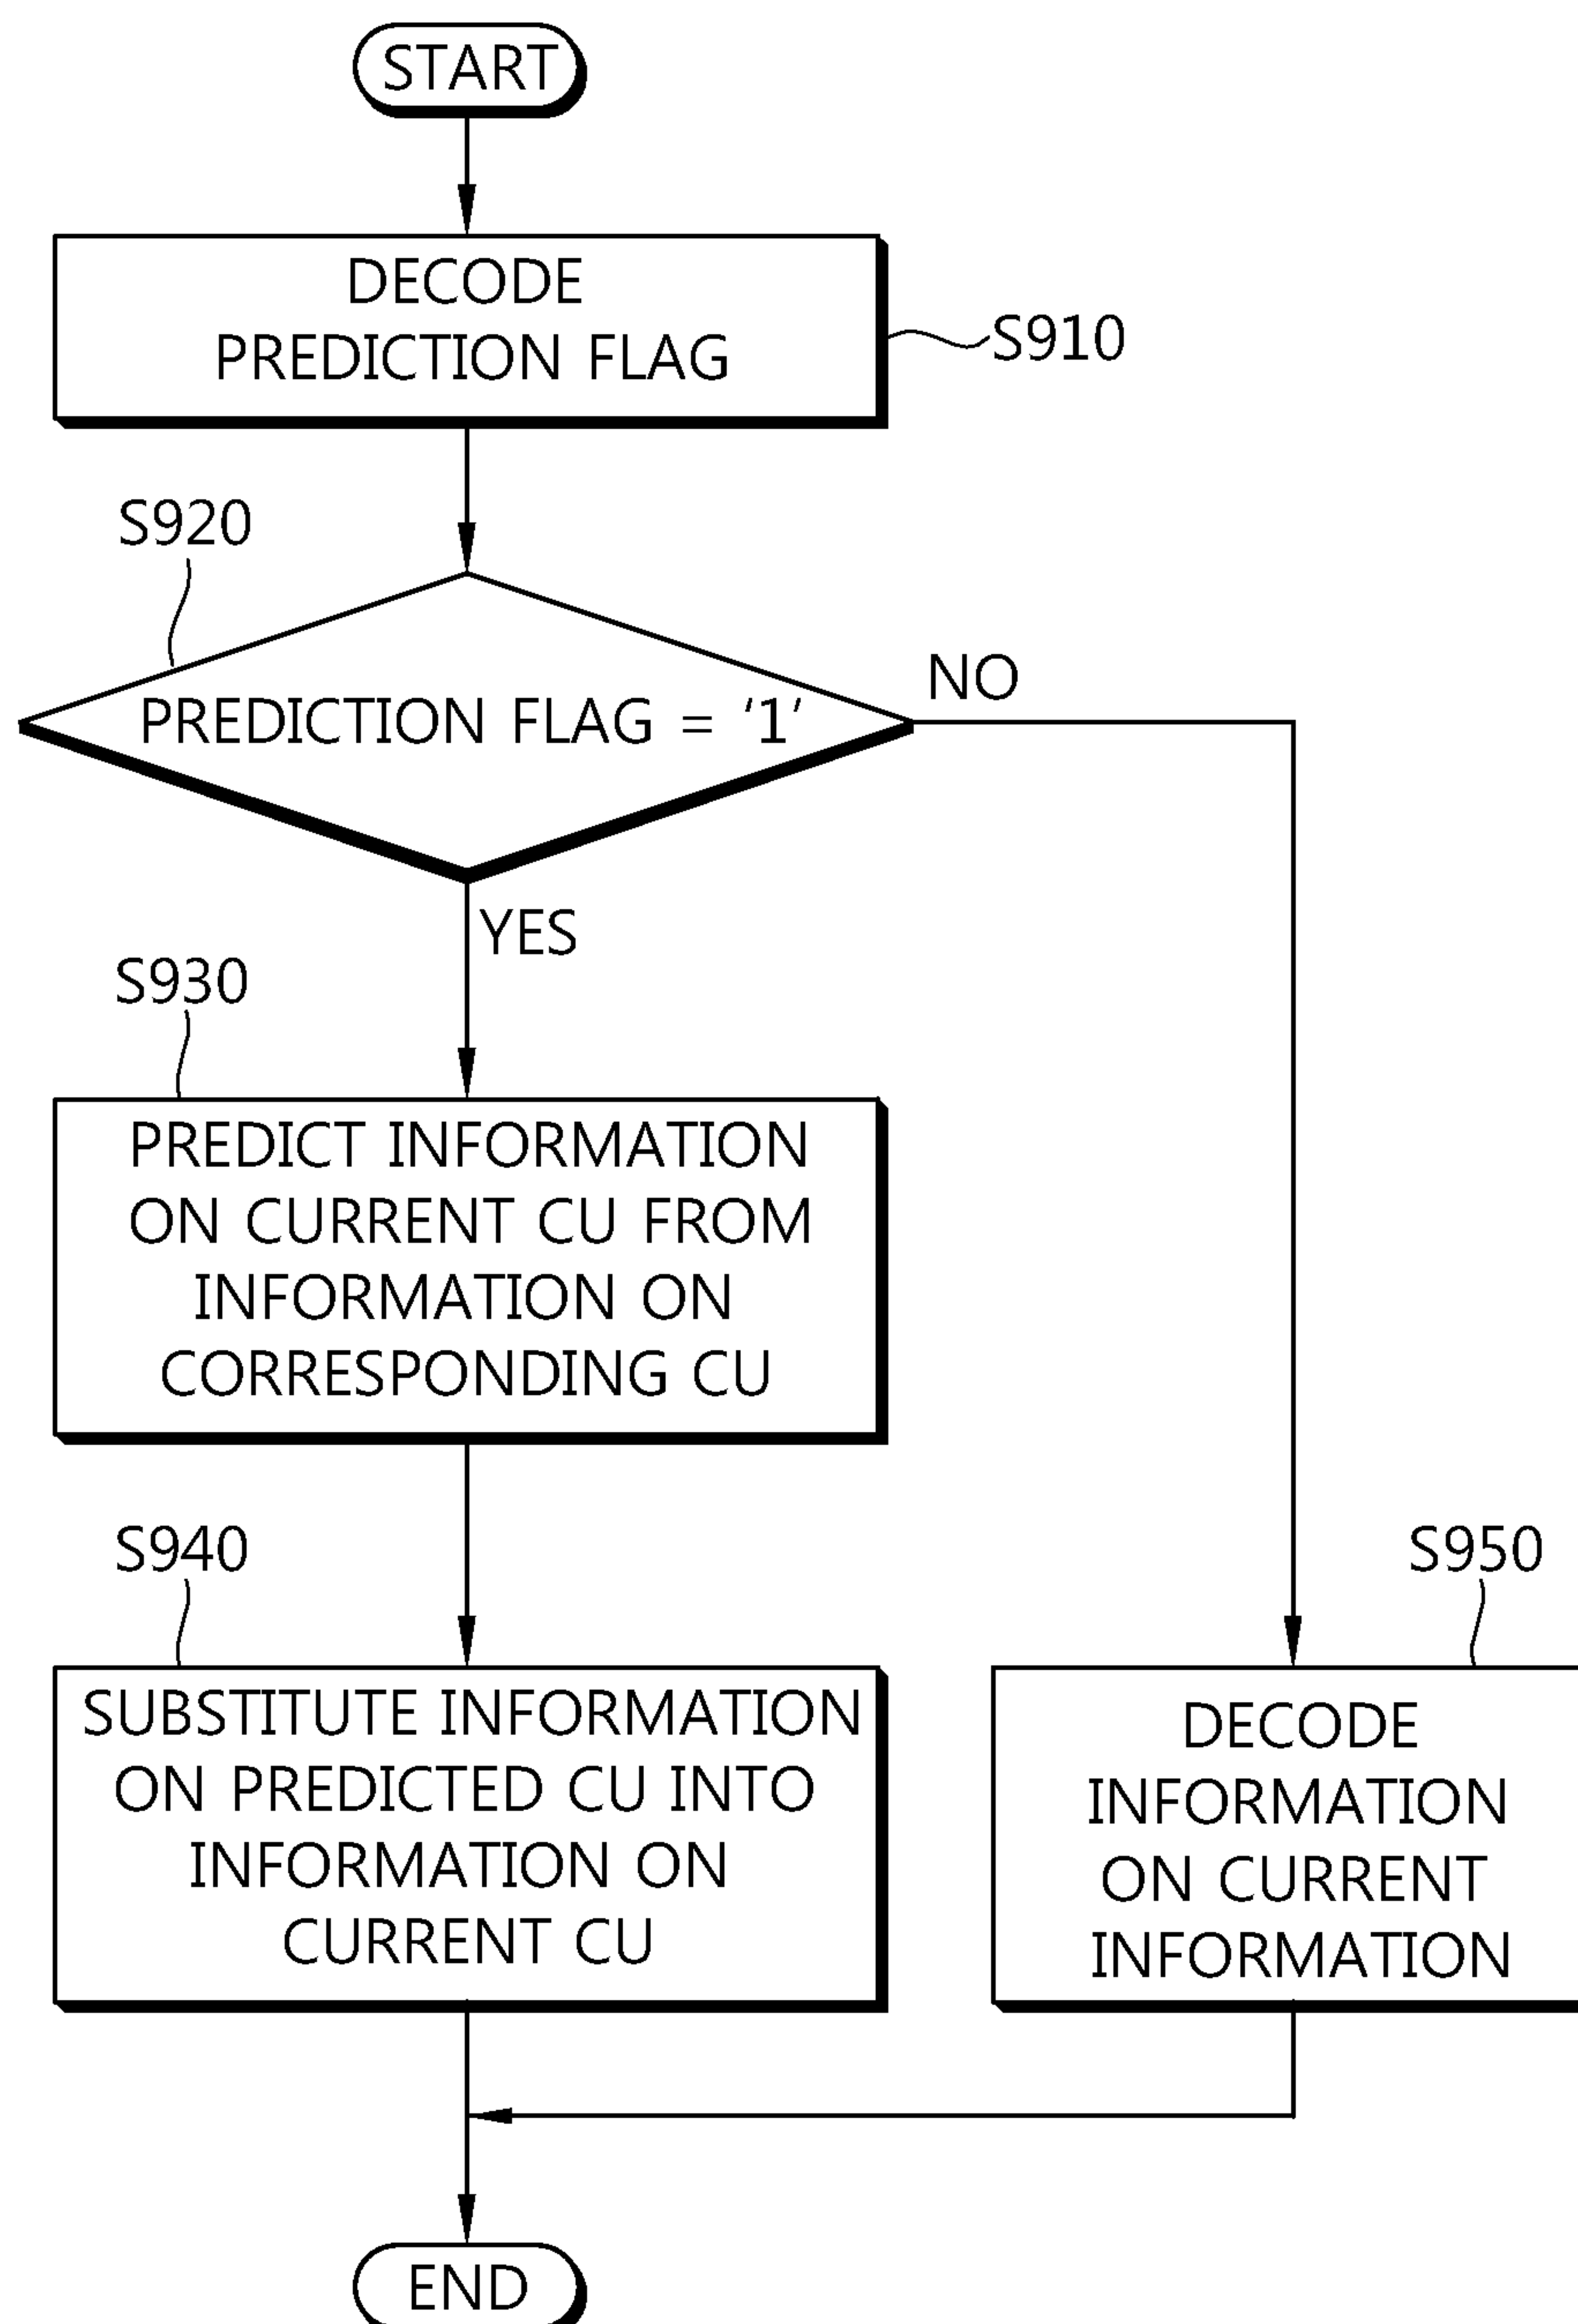 START
DECODE
PREDICTION FLAG
S910
S920
PREDICTION FLAG = ‘1’
NO
YES
S930
PREDICT INFORMATION
ON CURRENT CU FROM
INFORMATION ON
CORRESPONDING CU
S940
SUBSTITUTE INFORMATION
ON PREDICTED CU INTO
INFORMATION ON
CURRENT CU
S950
DECODE
INFORMATION
ON CURRENT
INFORMATION
END